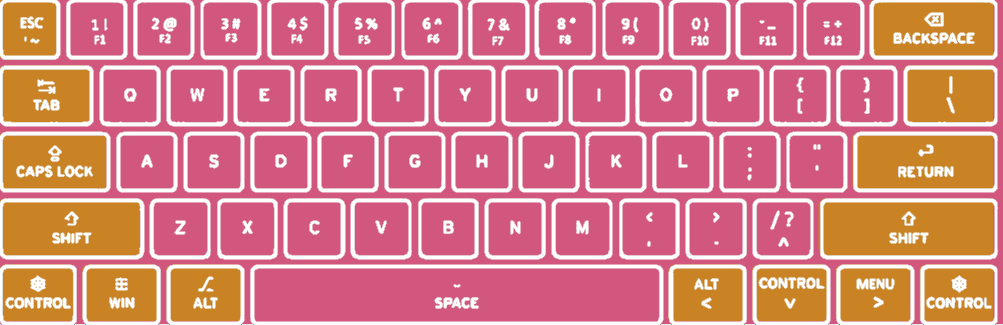 ESC 1 ! 2 @ 3 # 4 $ 5 % 6 ^ 7 & 8 * 9 ( 0 ) - _ = + BACKSPACE
' ~ F1 F2 F3 F4 F5 F6 F7 F8 F9 F10 F11 F12
TAB Q W E R T Y U I O P { [ } ] | \
CAPS LOCK A S D F G H J K L : ; " ' RETURN
SHIFT Z X C V B N M < , > . / ? ^ SHIFT
CONTROL WIN ALT SPACE ALT < CONTROL v MENU > CONTROL